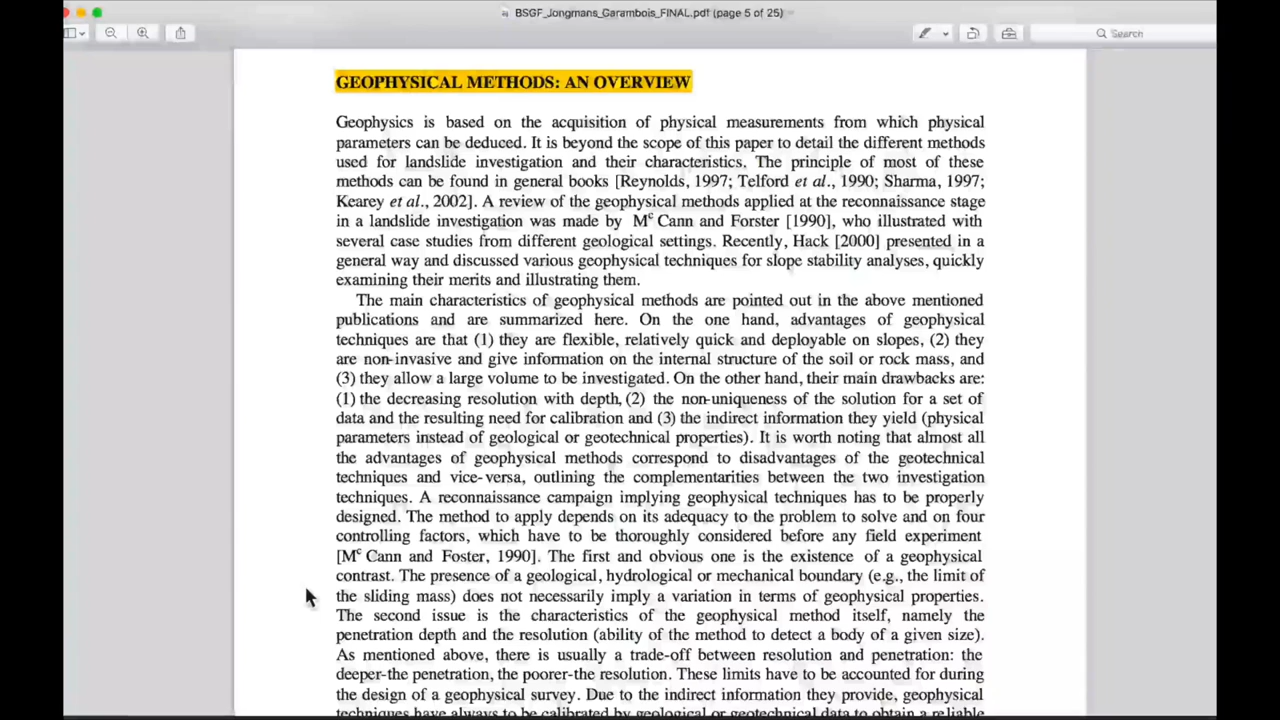 BSGF_Jongmans_Garambois_FINAL.pdf (page 5 of 25)
Search
GEOPHYSICAL METHODS: AN OVERVIEW
Geophysics is based on the acquisition of physical measurements from which physical
parameters can be deduced. It is beyond the scope of this paper to detail the different methods
used for landslide investigation and their characteristics. The principle of most of these
methods can be found in general books [Reynolds, 1997; Telford et al., 1990; Sharma, 1997;
Kearey et al., 2002]. A review of the geophysical methods applied at the reconnaissance stage
in a landslide investigation was made by Mc Cann and Forster [1990], who illustrated with
several case studies from different geological settings. Recently, Hack [2000] presented in a
general way and discussed various geophysical techniques for slope stability analyses, quickly
examining their merits and illustrating them.
The main characteristics of geophysical methods are pointed out in the above mentioned
publications and are summarized here. On the one hand, advantages of geophysical
techniques are that (1) they are flexible, relatively quick and deployable on slopes, (2) they
are non-invasive and give information on the internal structure of the soil or rock mass, and
(3) they allow a large volume to be investigated. On the other hand, their main drawbacks are:
(1) the decreasing resolution with depth, (2) the non-uniqueness of the solution for a set of
data and the resulting need for calibration and (3) the indirect information they yield (physical
parameters instead of geological or geotechnical properties). It is worth noting that almost all
the advantages of geophysical methods correspond to disadvantages of the geotechnical
techniques and vice-versa, outlining the complementarities between the two investigation
techniques. A reconnaissance campaign implying geophysical techniques has to be properly
designed. The method to apply depends on its adequacy to the problem to solve and on four
controlling factors, which have to be thoroughly considered before any field experiment
[Mc Cann and Foster, 1990]. The first and obvious one is the existence of a geophysical
contrast. The presence of a geological, hydrological or mechanical boundary (e.g., the limit of
the sliding mass) does not necessarily imply a variation in terms of geophysical properties.
The second issue is the characteristics of the geophysical method itself, namely the
penetration depth and the resolution (ability of the method to detect a body of a given size).
As mentioned above, there is usually a trade-off between resolution and penetration: the
deeper-the penetration, the poorer-the resolution. These limits have to be accounted for during
the design of a geophysical survey. Due to the indirect information they provide, geophysical
techniques have always to be calibrated by geological or geotechnical data to obtain a reliable